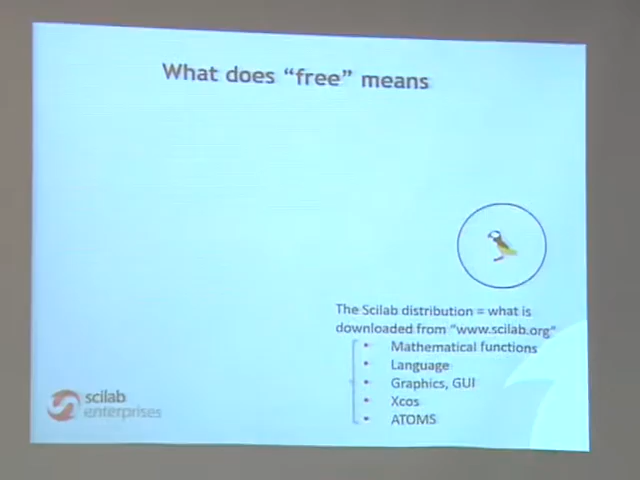 What does “free” means
The Scilab distribution = what is
downloaded from “www.scilab.org”
• Mathematical functions
• Language
• Graphics, GUI
• Xcos
• ATOMS
scilab
enterprises